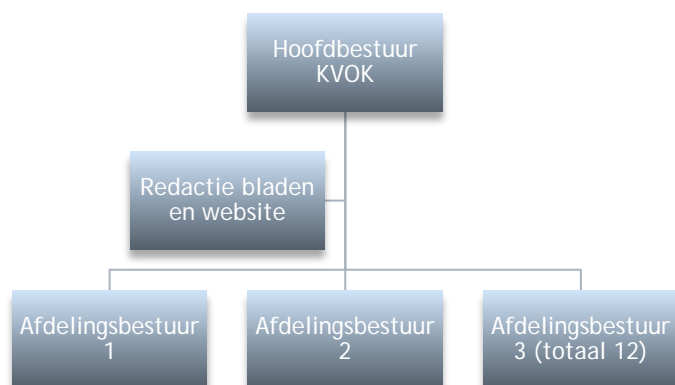 Hoofdbestuur
KVOK
Redactie bladen
en website
Afdelingsbestuur
1
Afdelingsbestuur
2
Afdelingsbestuur
3 (totaal 12)